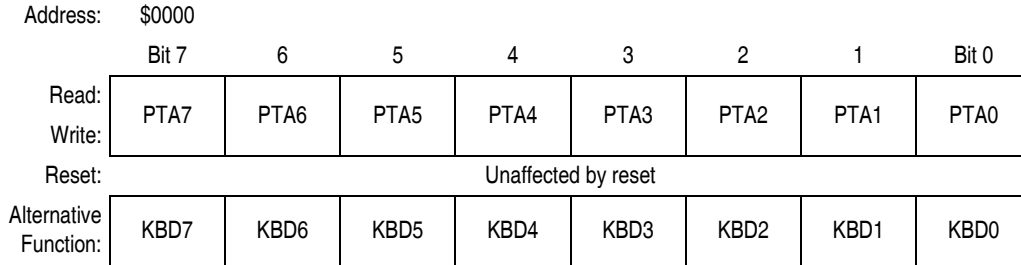 Address: $0000
Bit 7 6 5 4 3 2 1 Bit 0
Read:
PTA7 PTA6 PTA5 PTA4 PTA3 PTA2 PTA1 PTA0
Write:
Reset: Unaffected by reset
Alternative
Function: KBD7 KBD6 KBD5 KBD4 KBD3 KBD2 KBD1 KBD0